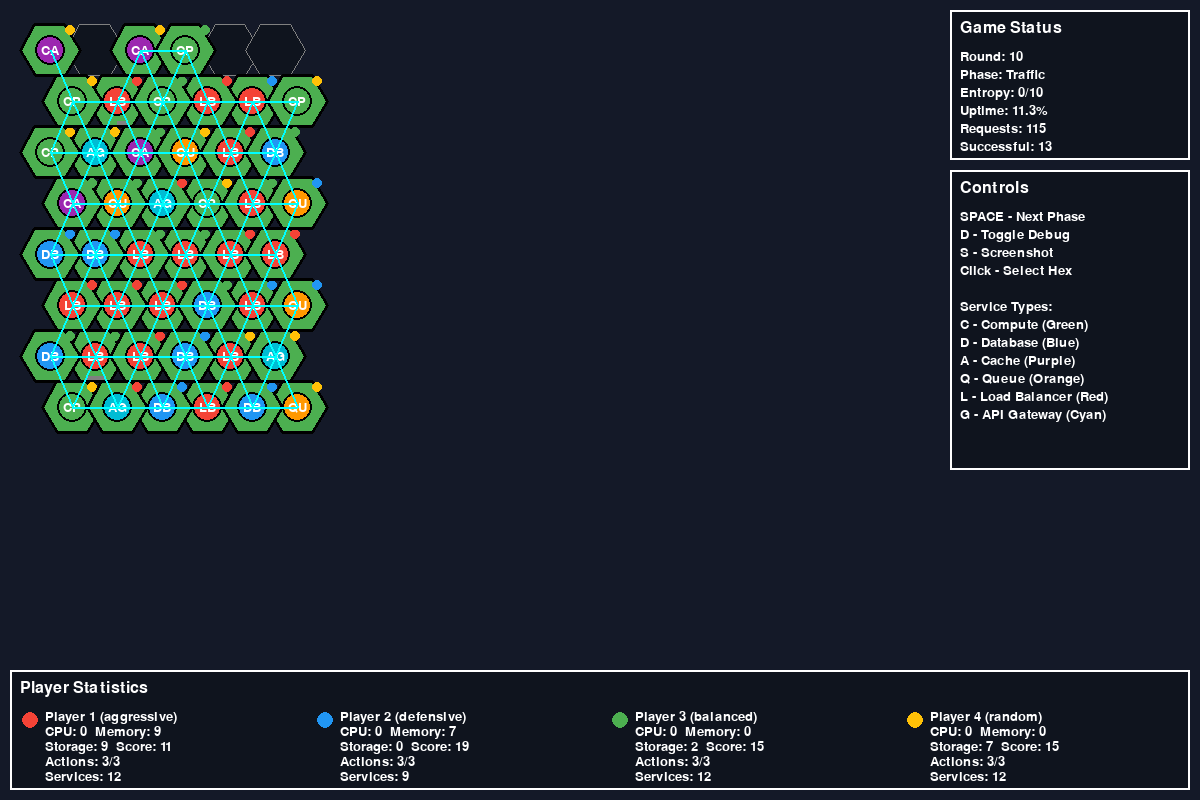 CA CA CP
CP LB CP LB LB CP
CP AG CA QU LB DB
CA QU AG CP LB QU
DB DB LB LB LB LB
LB LB LB DB LB QU
DB LB LB DB LB AG
CP AG DB LB DB QU
Game Status
Round: 10
Phase: Traffic
Entropy: 0/10
Uptime: 11.3%
Requests: 115
Successful: 13
Controls
SPACE - Next Phase
D - Toggle Debug
S - Screenshot
Click - Select Hex
Service Types:
C - Compute (Green)
D - Database (Blue)
A - Cache (Purple)
Q - Queue (Orange)
L - Load Balancer (Red)
G - API Gateway (Cyan)
Player Statistics
Player 1 (aggressive)
CPU: 0 Memory: 9
Storage: 9 Score: 11
Actions: 3/3
Services: 12
Player 2 (defensive)
CPU: 0 Memory: 7
Storage: 0 Score: 19
Actions: 3/3
Services: 9
Player 3 (balanced)
CPU: 0 Memory: 0
Storage: 2 Score: 15
Actions: 3/3
Services: 12
Player 4 (random)
CPU: 0 Memory: 0
Storage: 7 Score: 15
Actions: 3/3
Services: 12